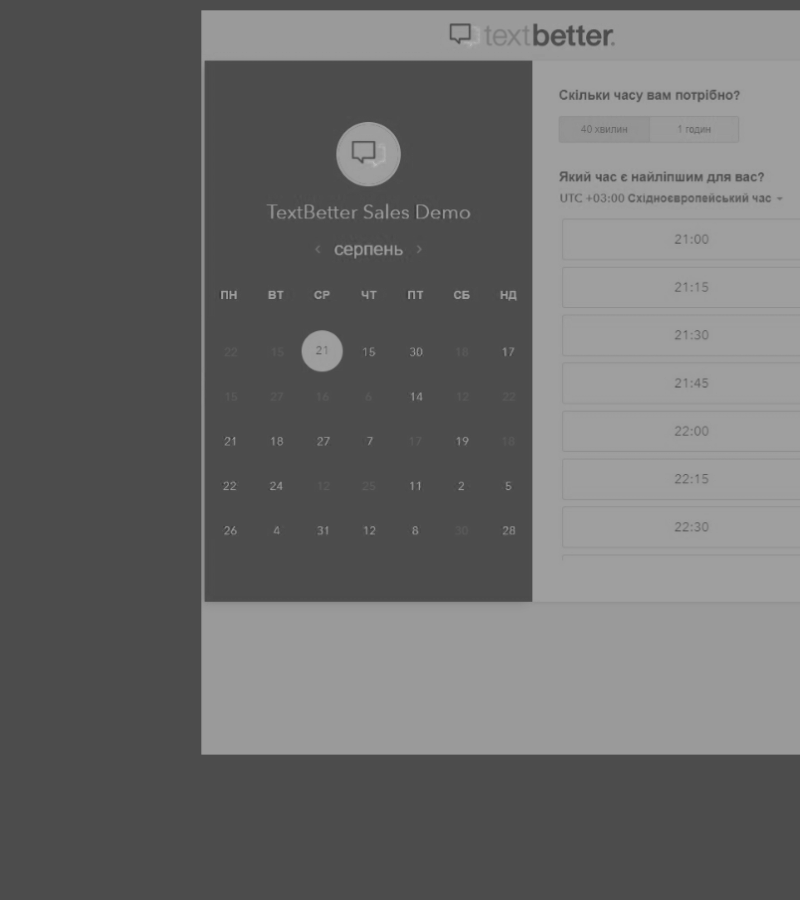 textbetter.
TextBetter Sales Demo
‹ серпень ›
ПН ВТ СР ЧТ ПТ СБ НД
22 15 21 15 30 18 17
15 27 16 6 14 12 22
21 18 27 7 17 19 18
22 24 12 25 11 2 5
26 4 31 12 8 30 28
Скільки часу вам потрібно?
40 хвилин 1 годин
Який час є найліпшим для вас?
UTC +03:00 Східноєвропейський час
21:00
21:15
21:30
21:45
22:00
22:15
22:30